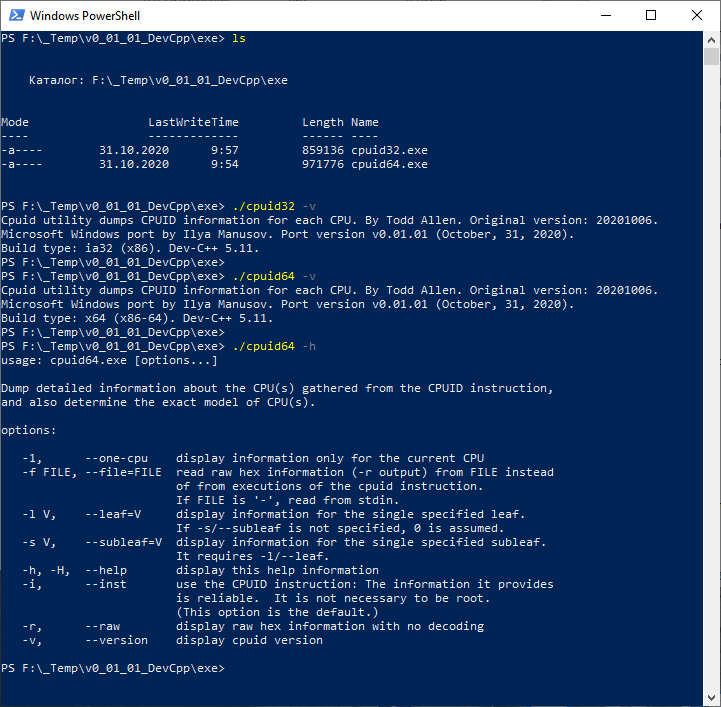 Windows PowerShell
PS F:\_Temp\v0_01_01_DevCpp\exe> ls
Каталог: F:\_Temp\v0_01_01_DevCpp\exe
Mode                 LastWriteTime         Length Name
----                 -------------         ------ ----
-a----        31.10.2020      9:57         859136 cpuid32.exe
-a----        31.10.2020      9:54         971776 cpuid64.exe
PS F:\_Temp\v0_01_01_DevCpp\exe> ./cpuid32 -v
Cpuid utility dumps CPUID information for each CPU. By Todd Allen. Original version: 20201006.
Microsoft Windows port by Ilya Manusov. Port version v0.01.01 (October, 31, 2020).
Build type: ia32 (x86). Dev-C++ 5.11.
PS F:\_Temp\v0_01_01_DevCpp\exe>
PS F:\_Temp\v0_01_01_DevCpp\exe> ./cpuid64 -v
Cpuid utility dumps CPUID information for each CPU. By Todd Allen. Original version: 20201006.
Microsoft Windows port by Ilya Manusov. Port version v0.01.01 (October, 31, 2020).
Build type: x64 (x86-64). Dev-C++ 5.11.
PS F:\_Temp\v0_01_01_DevCpp\exe>
PS F:\_Temp\v0_01_01_DevCpp\exe> ./cpuid64 -h
usage: cpuid64.exe [options...]
Dump detailed information about the CPU(s) gathered from the CPUID instruction,
and also determine the exact model of CPU(s).
options:
-1,      --one-cpu    display information only for the current CPU
-f FILE, --file=FILE  read raw hex information (-r output) from FILE instead
of from executions of the cpuid instruction.
If FILE is '-', read from stdin.
-l V,    --leaf=V     display information for the single specified leaf.
If -s/--subleaf is not specified, 0 is assumed.
-s V,    --subleaf=V  display information for the single specified subleaf.
It requires -l/--leaf.
-h, -H,  --help       display this help information
-i,      --inst       use the CPUID instruction: The information it provides
is reliable.  It is not necessary to be root.
(This option is the default.)
-r,      --raw        display raw hex information with no decoding
-v,      --version    display cpuid version
PS F:\_Temp\v0_01_01_DevCpp\exe>